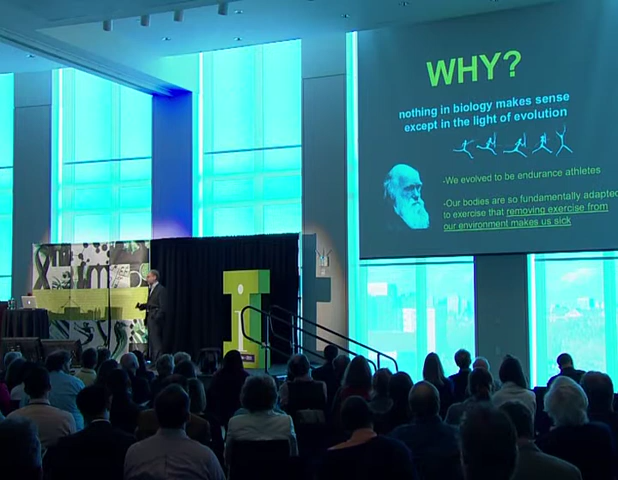 WHY?
nothing in biology makes sense
except in the light of evolution
-We evolved to be endurance athletes
-Our bodies are so fundamentally adapted
to exercise that removing exercise from
our environment makes us sick